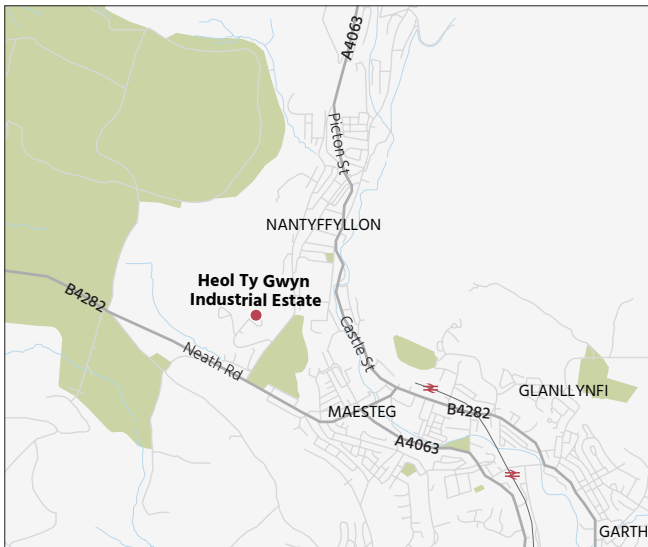 A4063
Picton St
NANTYFFYLLON
Heol Ty Gwyn
Industrial Estate
B4282
Castle St
Neath Rd
GLANLLYNFI
MAESTEG
B4282
A4063
GARTH